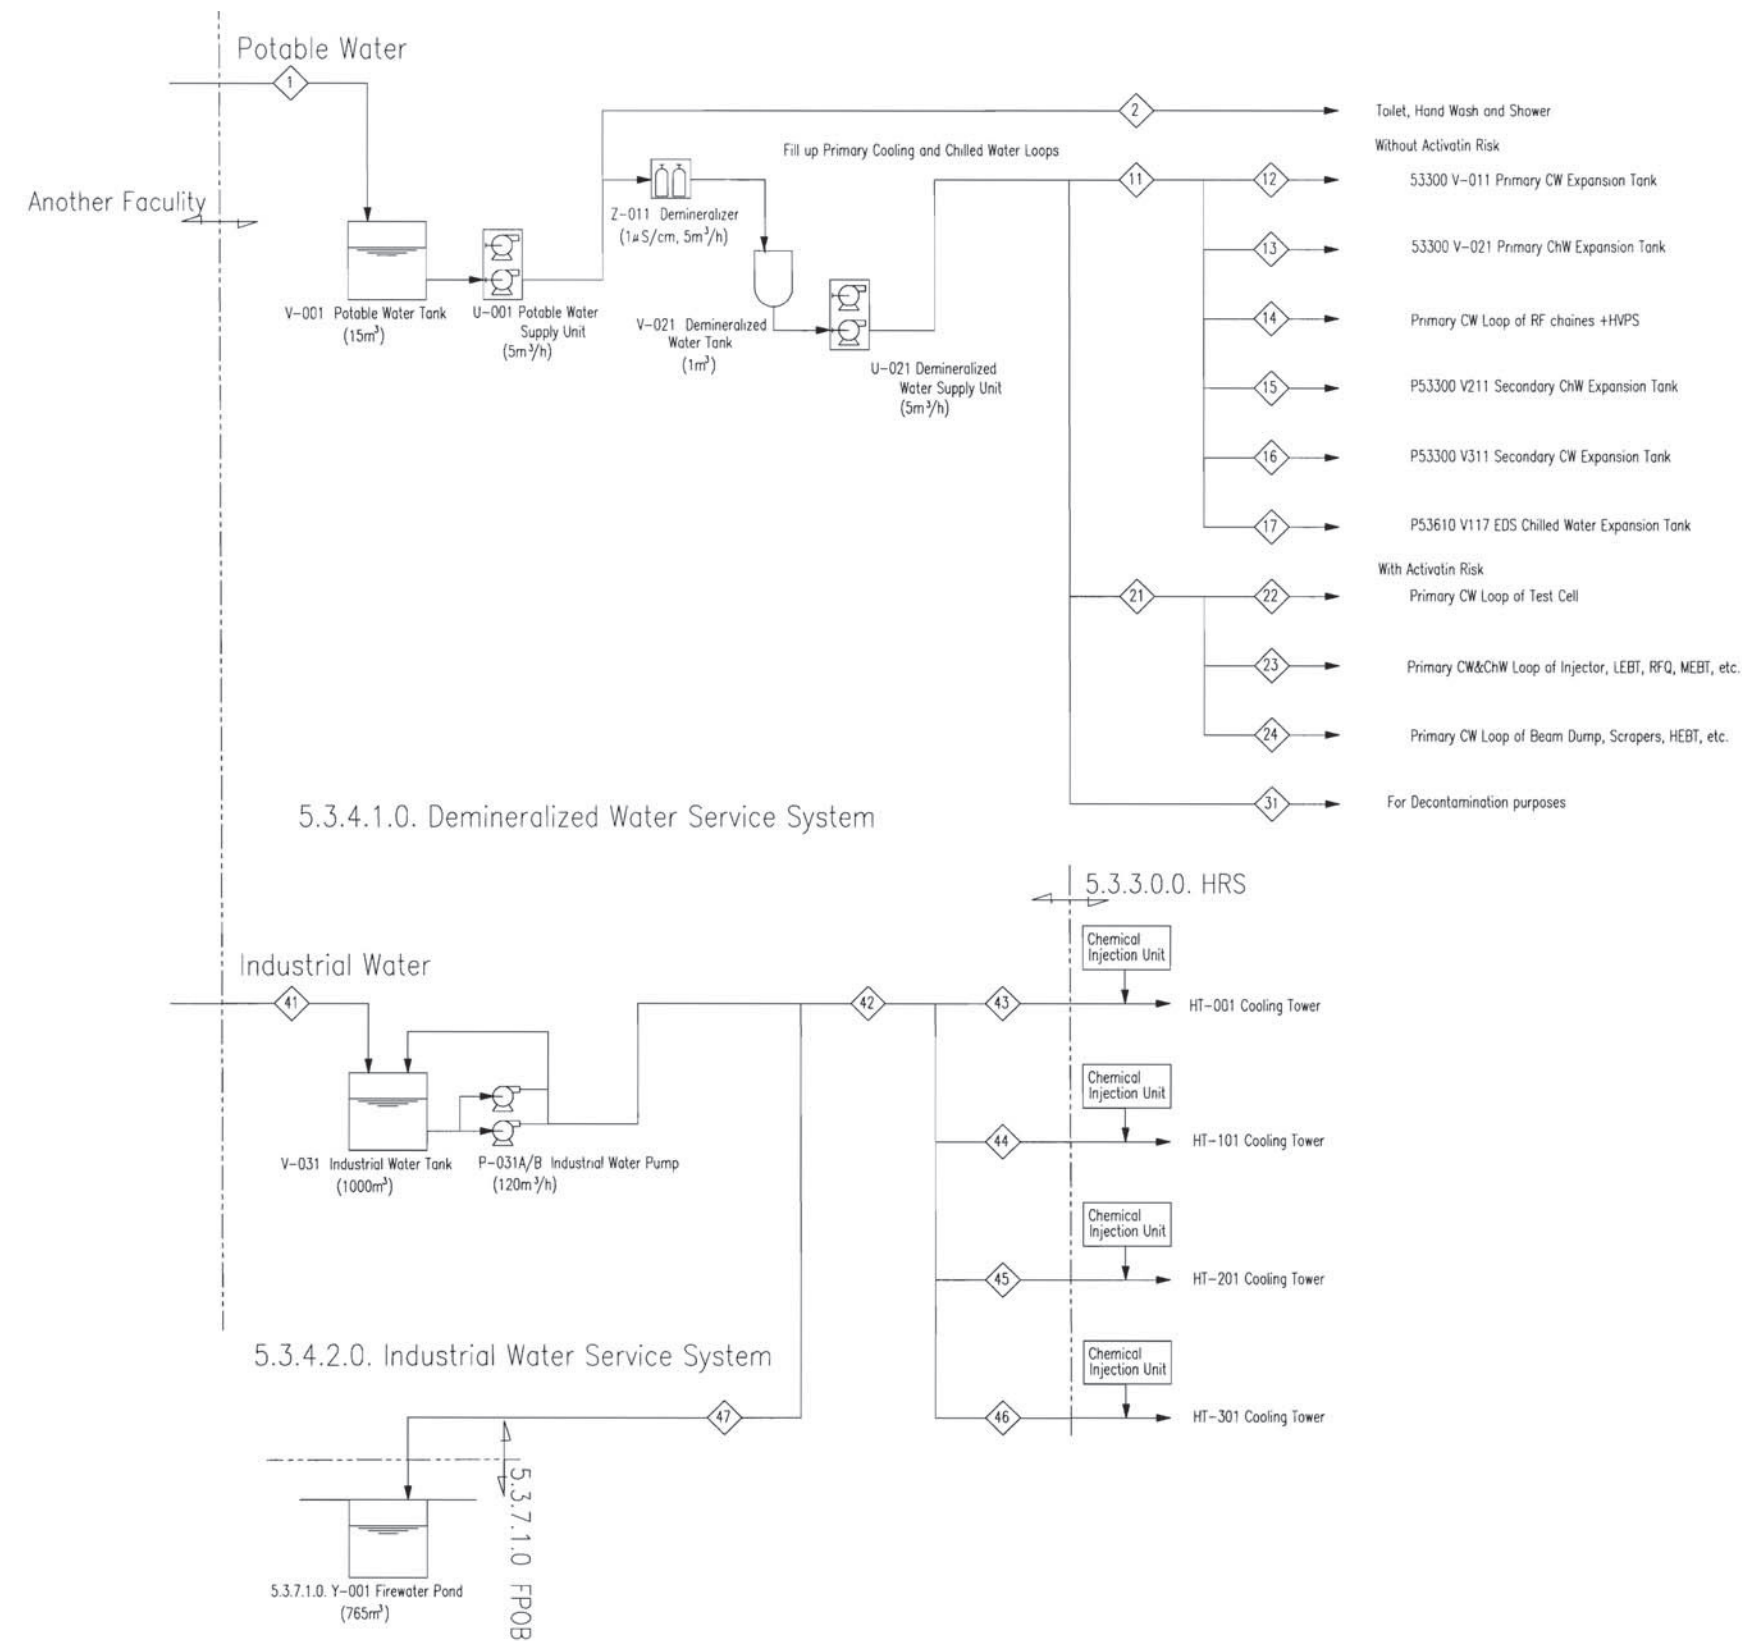 Potable Water
1
2
Toilet, Hand Wash and Shower
Without Activatin Risk
Fill up Primary Cooling and Chilled Water Loops
Another Faculity
11
12
53300 V-011 Primary CW Expansion Tank
Z-011 Demineralizer
(1μS/cm, 5m³/h)
13
53300 V-021 Primary ChW Expansion Tank
V-001 Potable Water Tank
(15m³)
U-001 Potable Water
Supply Unit
(5m³/h)
V-021 Demineralized
Water Tank
(1m³)
U-021 Demineralized
Water Supply Unit
(5m³/h)
14
Primary CW Loop of RF chaines +HVPS
15
P53300 V211 Secondary ChW Expansion Tank
16
P53300 V311 Secondary CW Expansion Tank
17
P53610 V117 EDS Chilled Water Expansion Tank
With Activatin Risk
21
22
Primary CW Loop of Test Cell
23
Primary CW&ChW Loop of Injector, LEBT, RFQ, MEBT, etc.
24
Primary CW Loop of Beam Dump, Scrapers, HEBT, etc.
31
For Decontamination purposes
5.3.4.1.0. Demineralized Water Service System
5.3.3.0.0. HRS
Industrial Water
41
42
43
Chemical
Injection Unit
HT-001 Cooling Tower
V-031 Industrial Water Tank
(1000m³)
P-031A/B Industrial Water Pump
(120m³/h)
44
Chemical
Injection Unit
HT-101 Cooling Tower
45
Chemical
Injection Unit
HT-201 Cooling Tower
5.3.4.2.0. Industrial Water Service System
46
Chemical
Injection Unit
HT-301 Cooling Tower
47
5.3.7.1.0 FPOB
5.3.7.1.0. Y-001 Firewater Pond
(765m³)